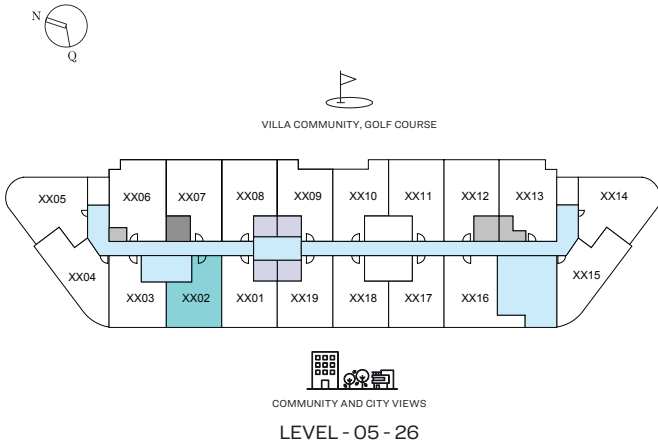 N
Q
VILLA COMMUNITY, GOLF COURSE
XX05 XX06 XX07 XX08 XX09 XX10 XX11 XX12 XX13 XX14
XX04 XX03 XX02 XX01 XX19 XX18 XX17 XX16 XX15
COMMUNITY AND CITY VIEWS
LEVEL - 05 - 26